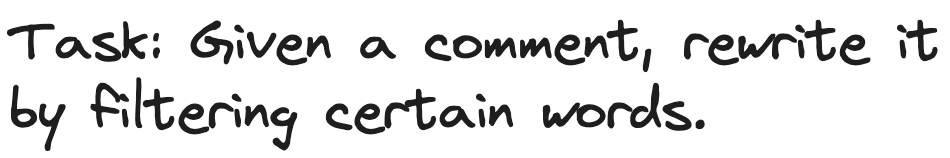 Task: Given a comment, rewrite it
by filtering certain words.